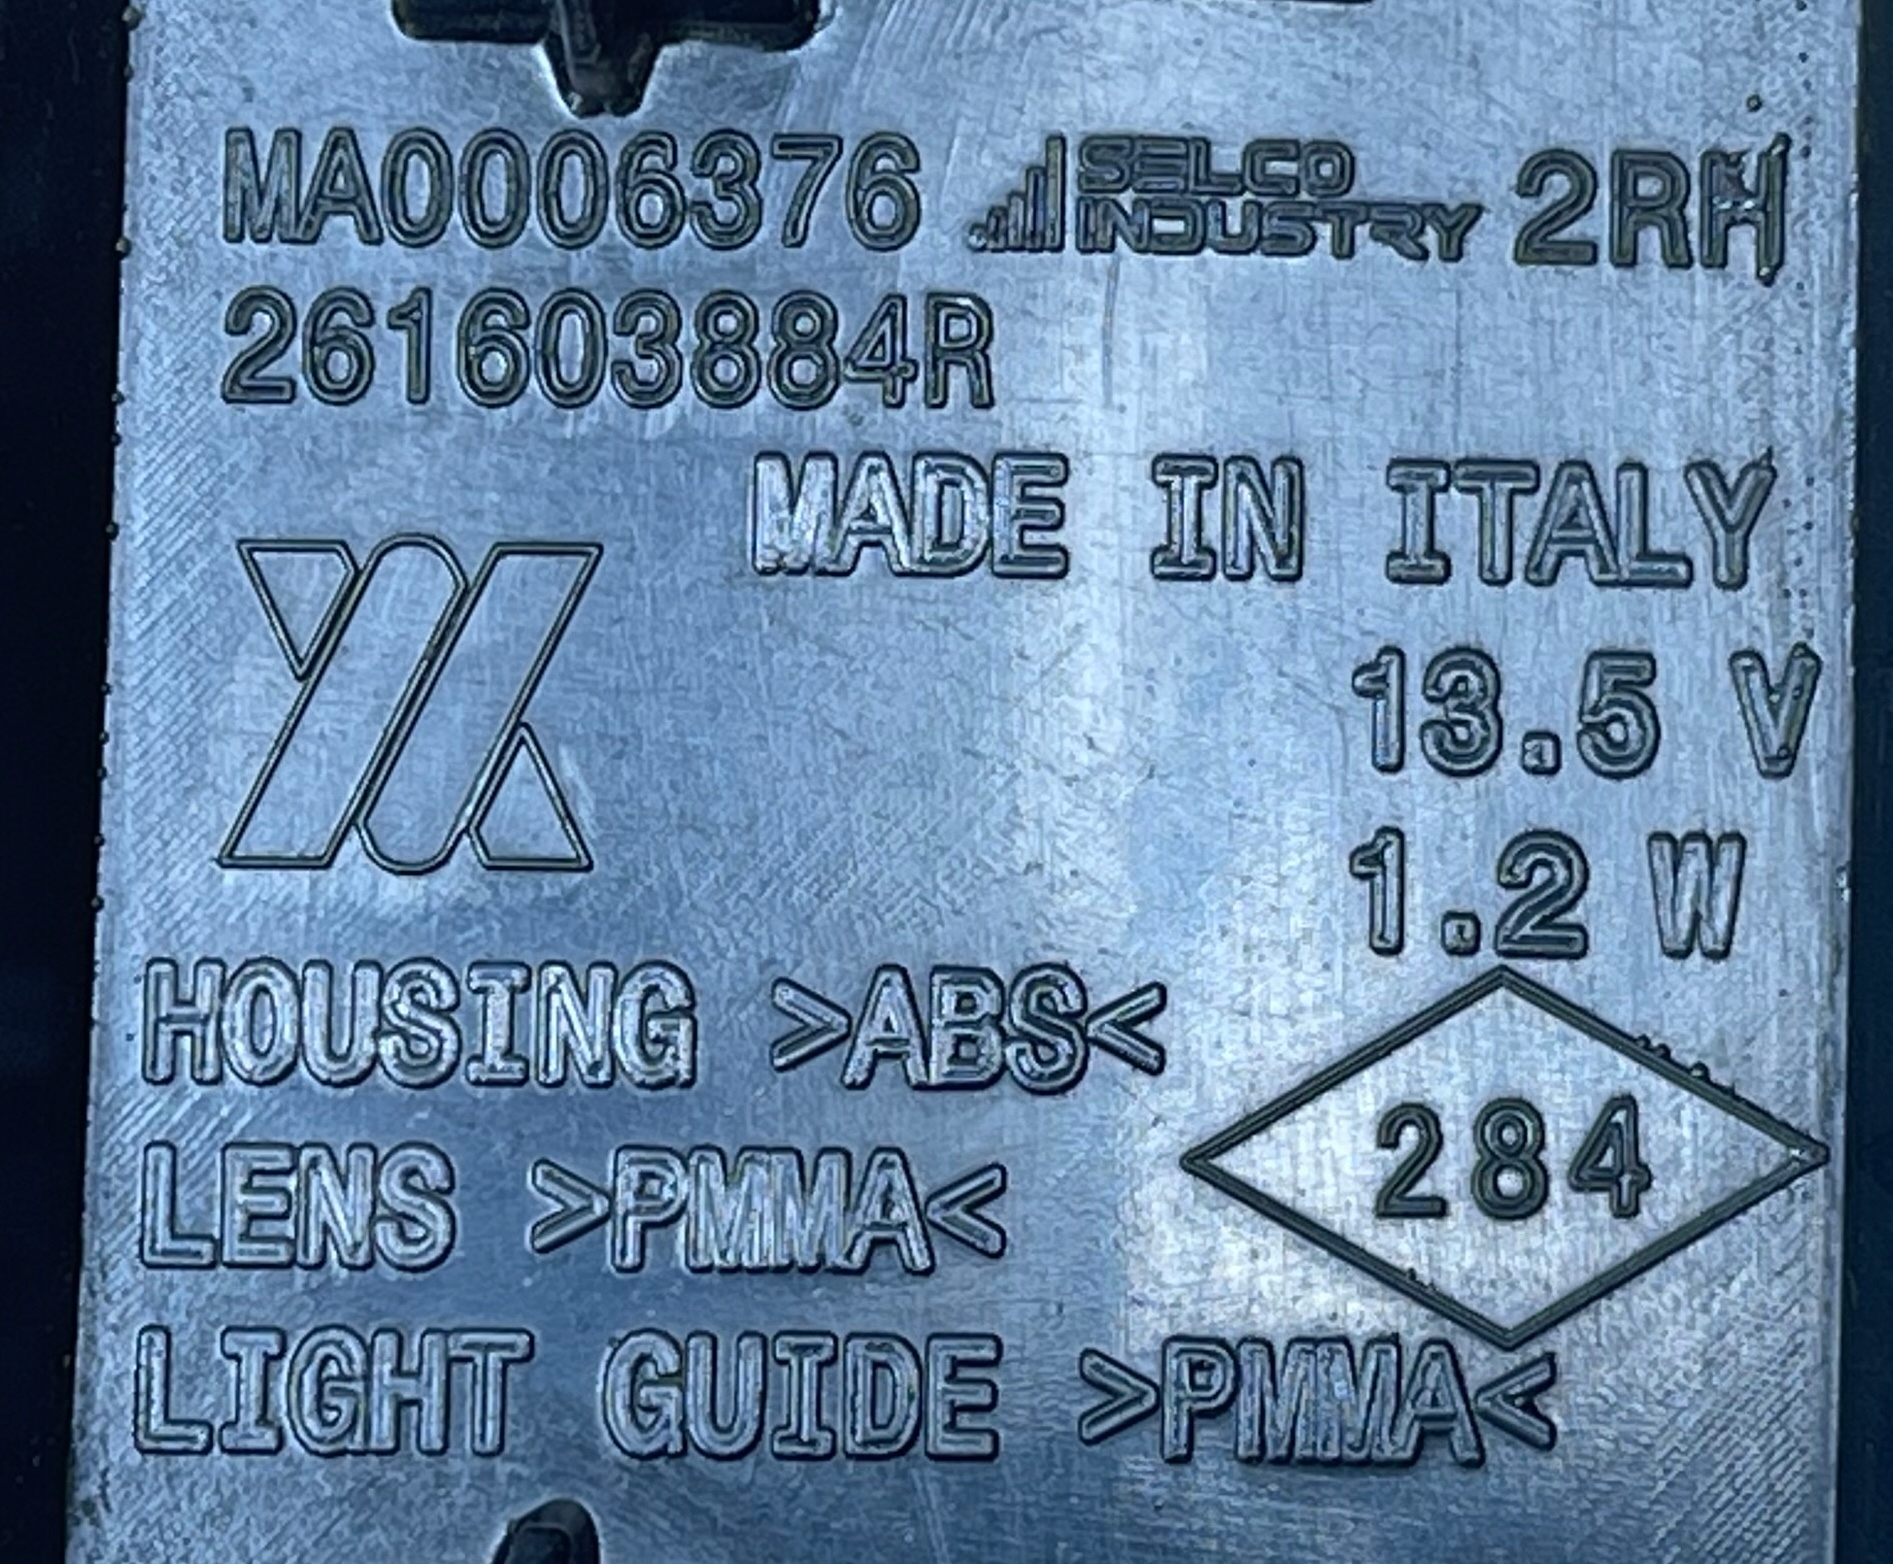 MA0006376 SELCO INDUSTRY 2RH
261603884R
MADE IN ITALY
13.5 V
1.2 W
HOUSING >ABS<
284
LENS >PMMA<
LIGHT GUIDE >PMMA<